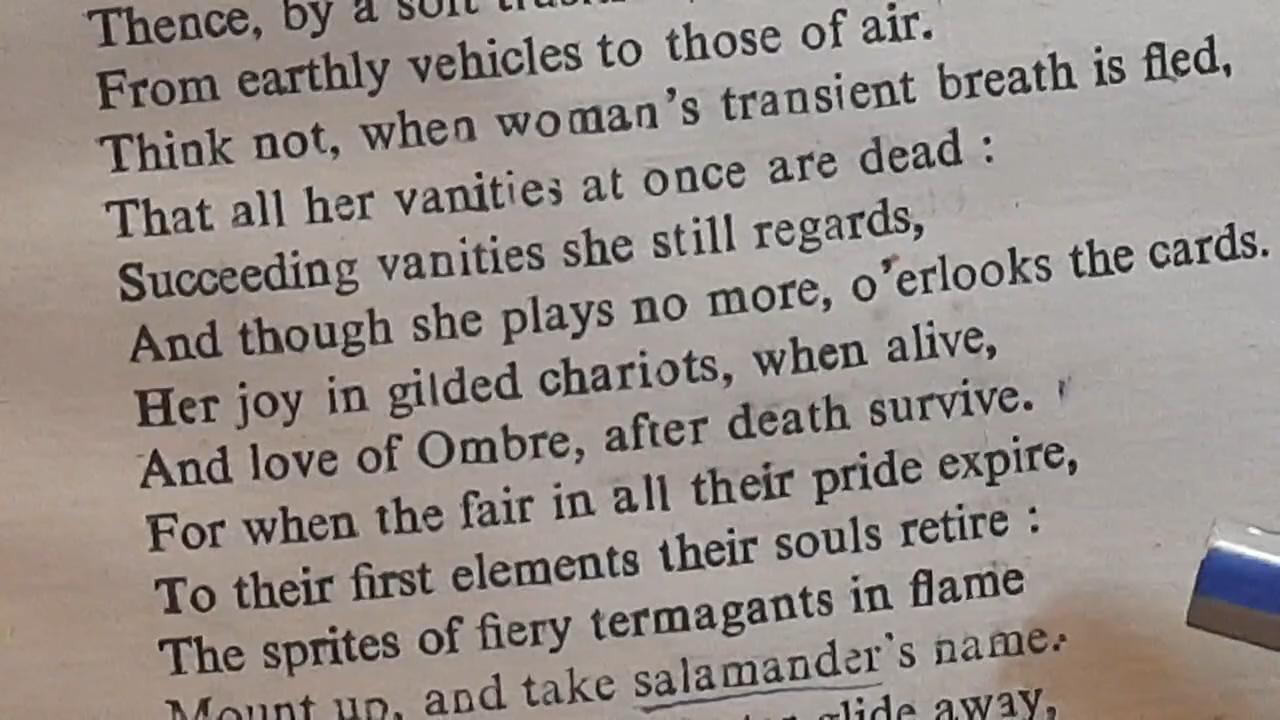 Thence, by a soft
From earthly vehicles to those of air.
Think not, when woman's transient breath is fled,
That all her vanities at once are dead :
Succeeding vanities she still regards,
And though she plays no more, o'erlooks the cards.
Her joy in gilded chariots, when alive,
And love of Ombre, after death survive.
For when the fair in all their pride expire,
To their first elements their souls retire :
The sprites of fiery termagants in flame
Mount up, and take salamander's name.
glide away,